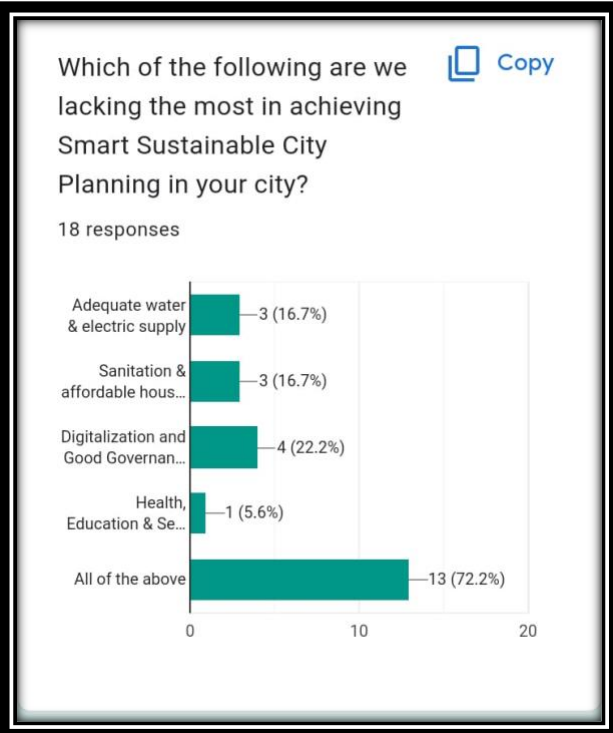 Which of the following are we
Copy
lacking the most in achieving
Smart Sustainable City
Planning in your city?
18 responses
Adequate water
& electric supply
3 (16.7%)
Sanitation &
affordable hous...
3 (16.7%)
Digitalization and
Good Governan...
4 (22.2%)
Health,
Education & Se...
1 (5.6%)
All of the above
13 (72.2%)
0
10
20